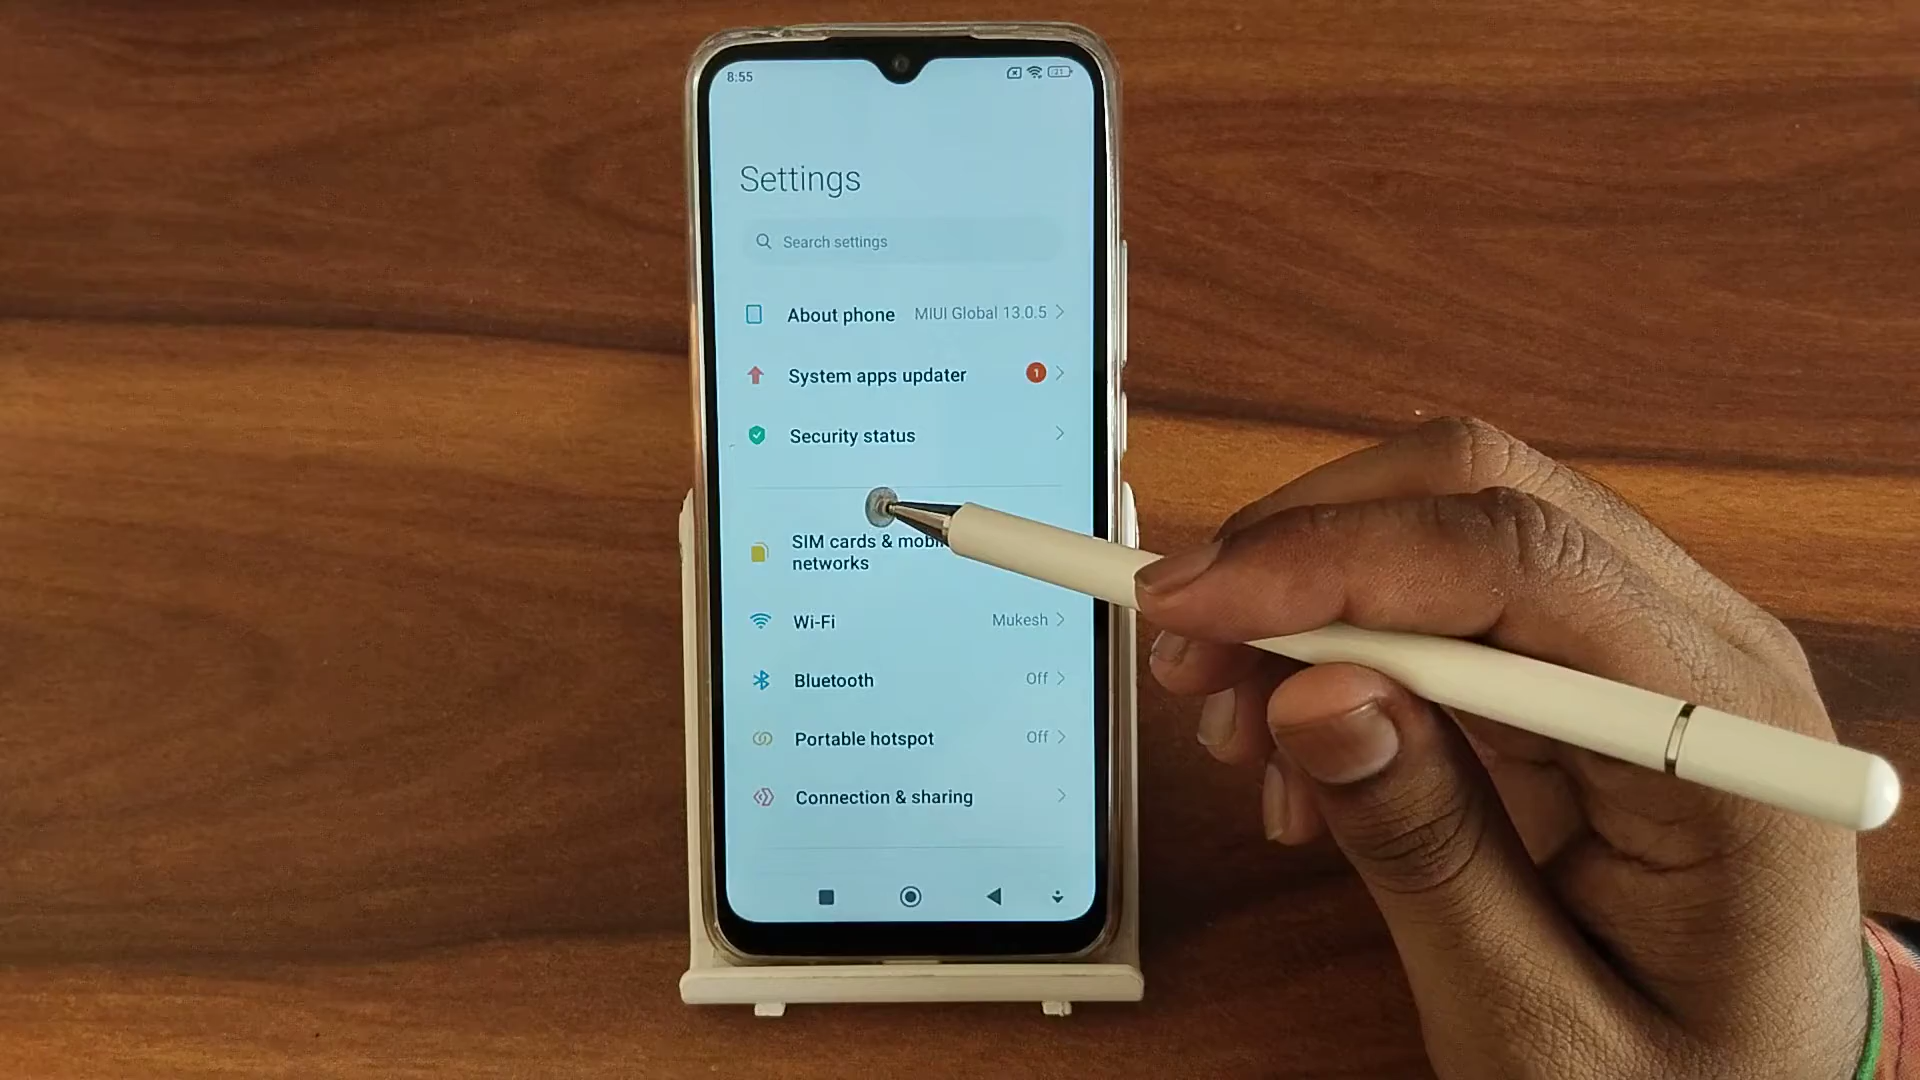 8:55
21
Settings
Search settings
About phone MIUI Global 13.0.5
System apps updater 1
Security status
SIM cards &
networks
Wi-Fi Mukesh
Bluetooth Off
Portable hotspot Off
Connection & sharing